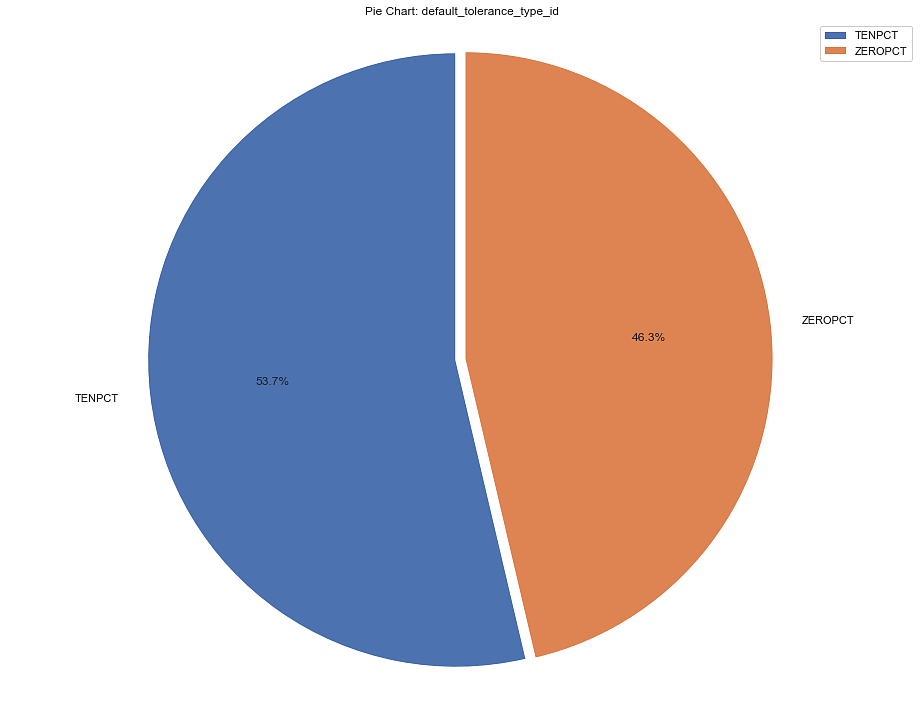 Pie Chart: default_tolerance_type_id
TENPCT
ZEROPCT
ZEROPCT
46.3%
53.7%
TENPCT